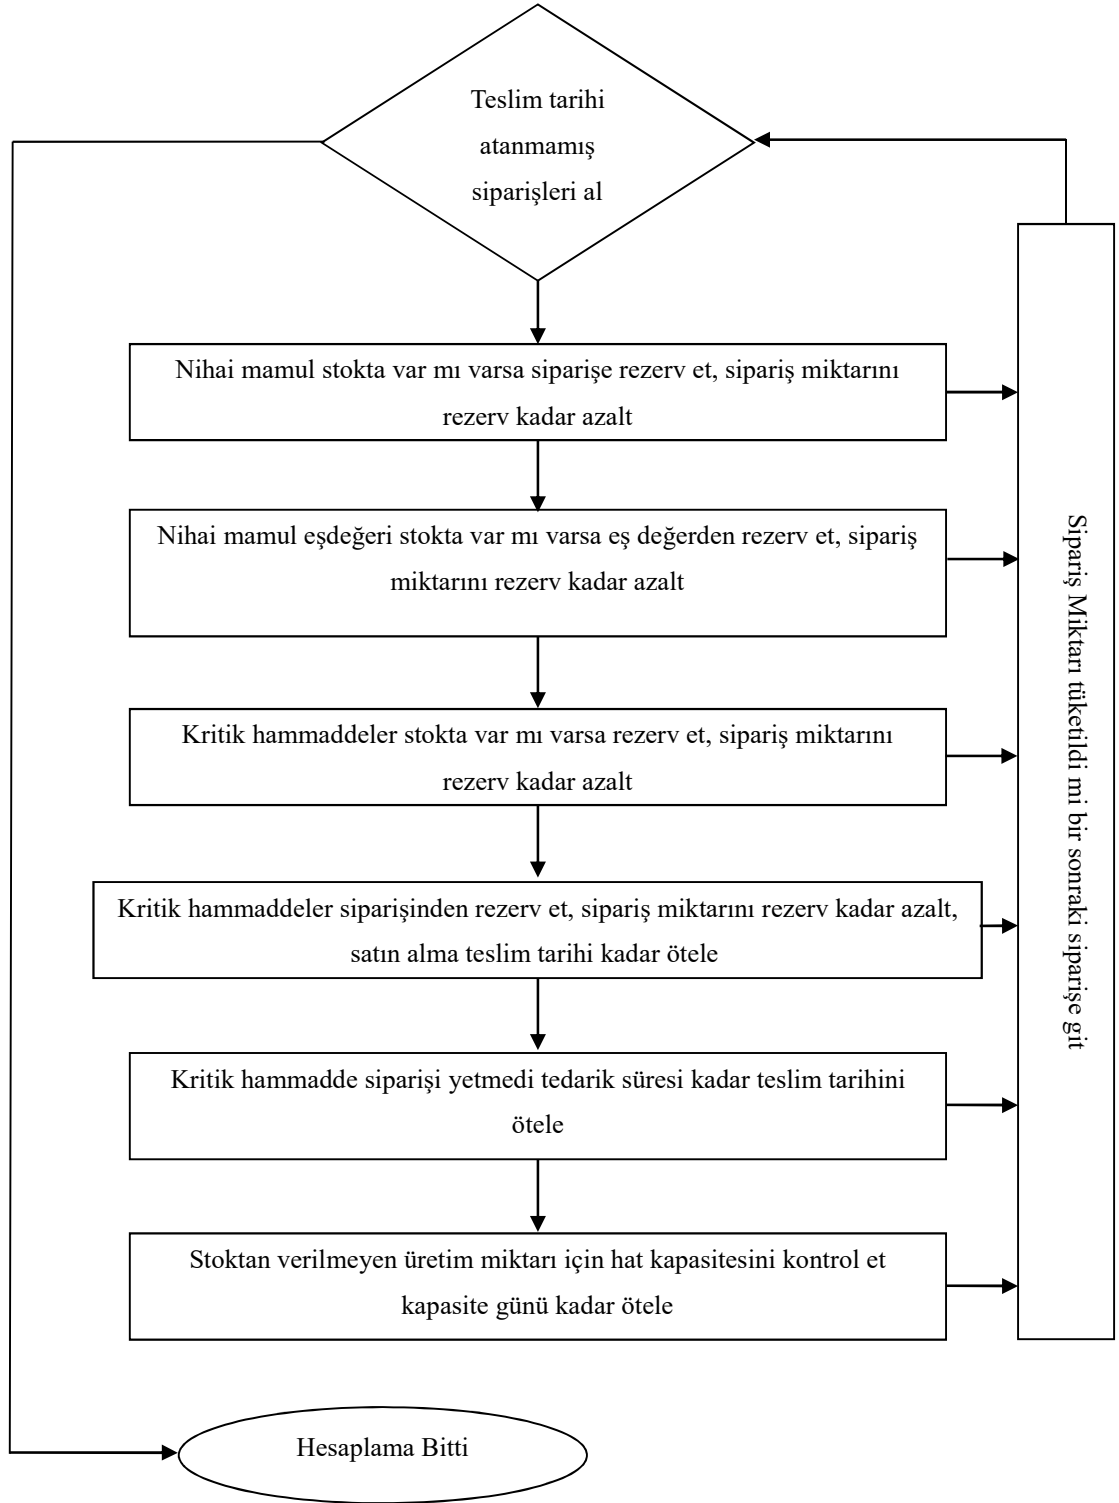 Teslim tarihi
atanmamış
siparişleri al
Nihai mamul stokta var mı varsa siparişe rezerv et, sipariş miktarını
rezerv kadar azalt
Nihai mamul eşdeğeri stokta var mı varsa eş değerden rezerv et, sipariş
miktarını rezerv kadar azalt
Kritik hammaddeler stokta var mı varsa rezerv et, sipariş miktarını
rezerv kadar azalt
Kritik hammaddeler siparişinden rezerv et, sipariş miktarını rezerv kadar azalt,
satın alma teslim tarihi kadar ötele
Kritik hammadde siparişi yetmedi tedarik süresi kadar teslim tarihini
ötele
Stoktan verilmeyen üretim miktarı için hat kapasitesini kontrol et
kapasite günü kadar ötele
Sipariş Miktarı tüketildi mi bir sonraki siparişe git
Hesaplama Bitti